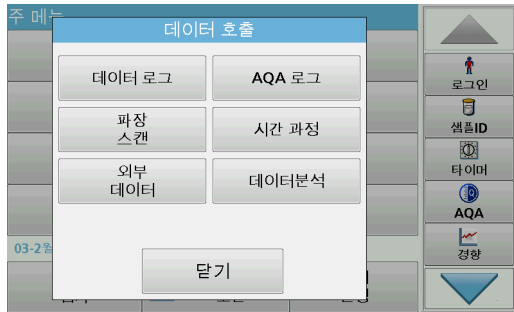 주 메뉴
데이터 호출
데이터 로그
AQA 로그
파장
스캔
시간 과정
외부
데이터
데이터분석
닫기
03-2월
로그인
샘플ID
타이머
AQA
경향